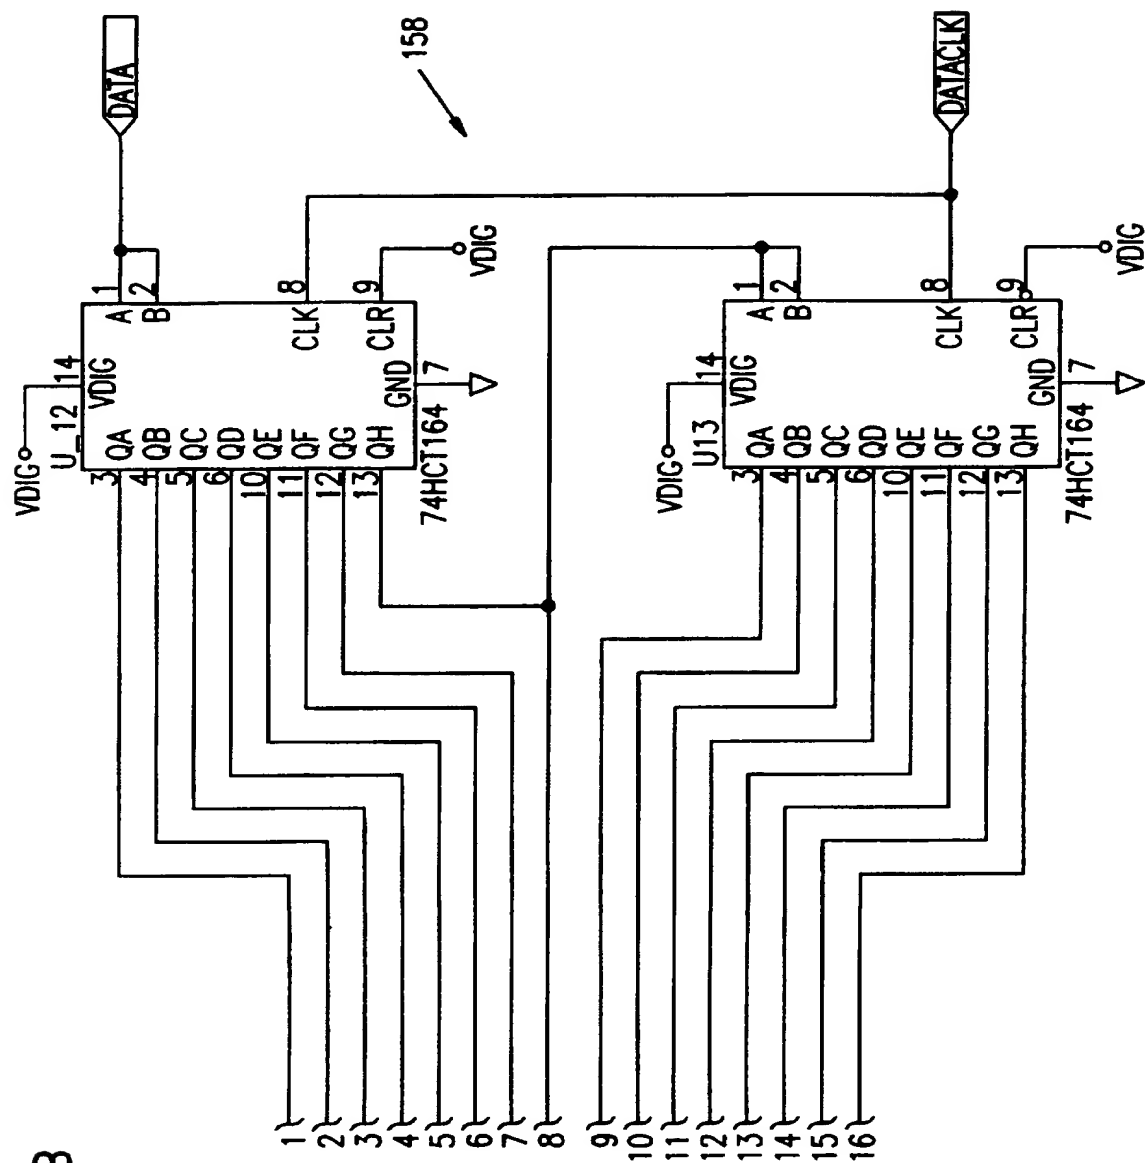 DATA
158
DATACLK
VDIG
14
VDIG
U_12
1
A
2
B
8
CLK
9
CLR
VDIG
7
GND
3 QA
4 QB
5 QC
6 QD
10 QE
11 QF
12 QG
13 QH
74HCT164
VDIG
14
VDIG
U13
1
A
2
B
8
CLK
9
CLR
VDIG
7
GND
3 QA
4 QB
5 QC
6 QD
10 QE
11 QF
12 QG
13 QH
74HCT164
1
2
3
4
5
6
7
8
9
10
11
12
13
14
15
16